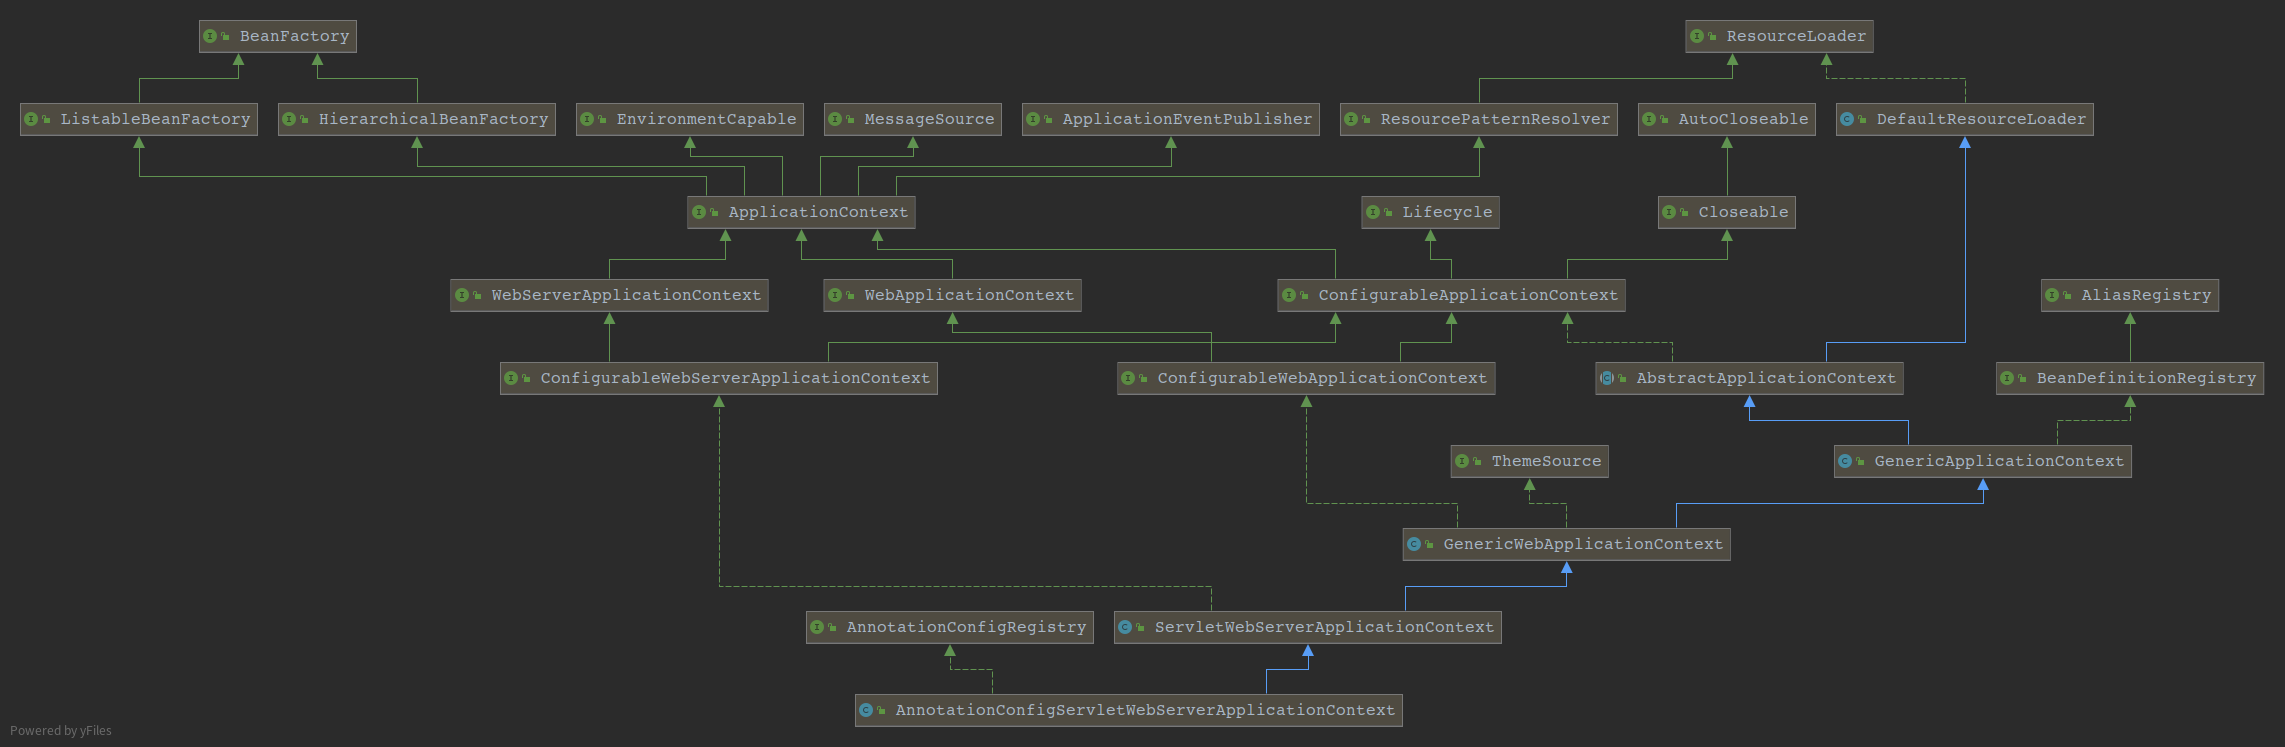 BeanFactory
ResourceLoader
ListableBeanFactory
HierarchicalBeanFactory
EnvironmentCapable
MessageSource
ApplicationEventPublisher
ResourcePatternResolver
AutoCloseable
DefaultResourceLoader
ApplicationContext
Lifecycle
Closeable
WebServerApplicationContext
WebApplicationContext
ConfigurableApplicationContext
AliasRegistry
ConfigurableWebServerApplicationContext
ConfigurableWebApplicationContext
AbstractApplicationContext
BeanDefinitionRegistry
ThemeSource
GenericApplicationContext
GenericWebApplicationContext
AnnotationConfigRegistry
ServletWebServerApplicationContext
AnnotationConfigServletWebServerApplicationContext
Powered by yFiles